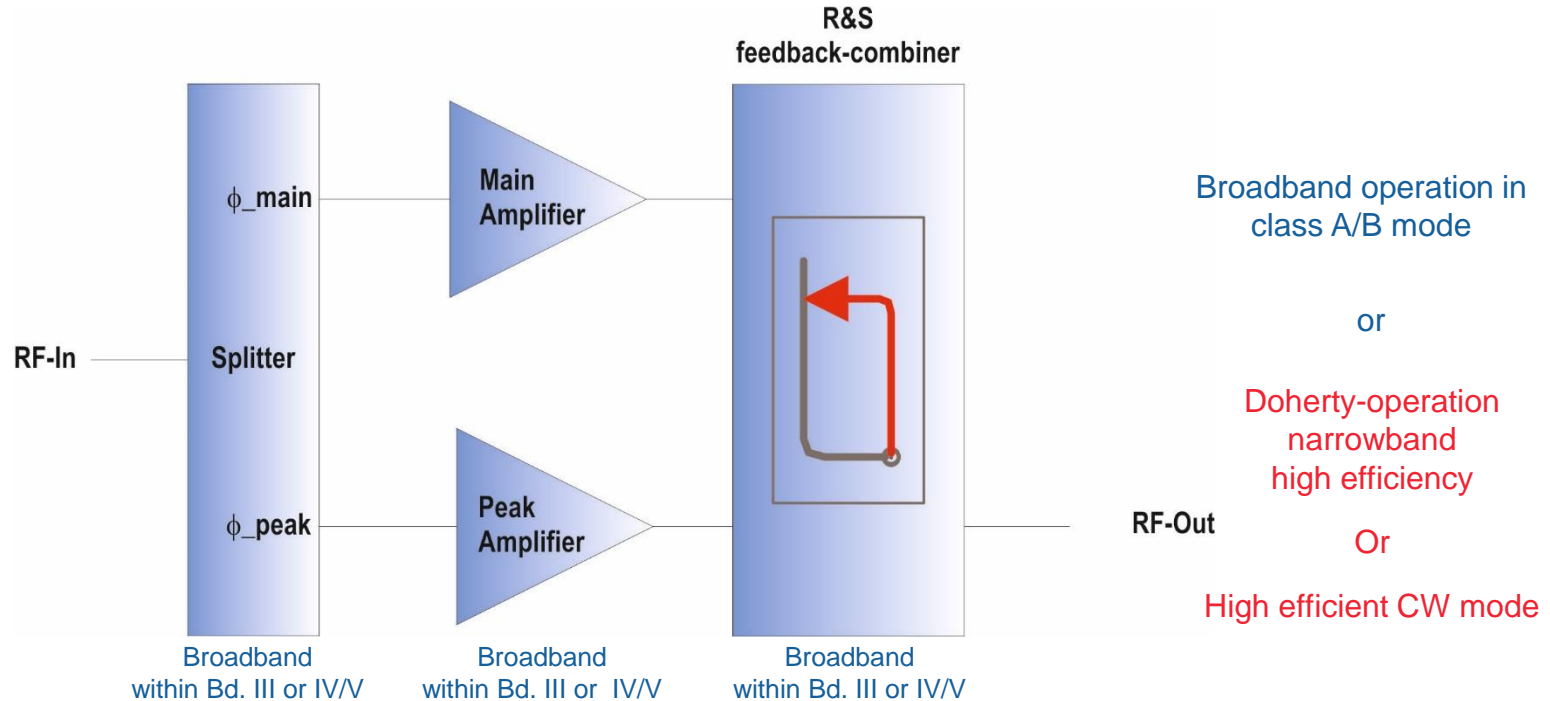 R&S
feedback-combiner
ϕ_main
Main
Amplifier
RF-In
Splitter
ϕ_peak
Peak
Amplifier
RF-Out
Broadband
within Bd. III or IV/V
Broadband
within Bd. III or  IV/V
Broadband
within Bd. III or IV/V
Broadband operation in
class A/B mode
or
Doherty-operation
narrowband
high efficiency
Or
High efficient CW mode